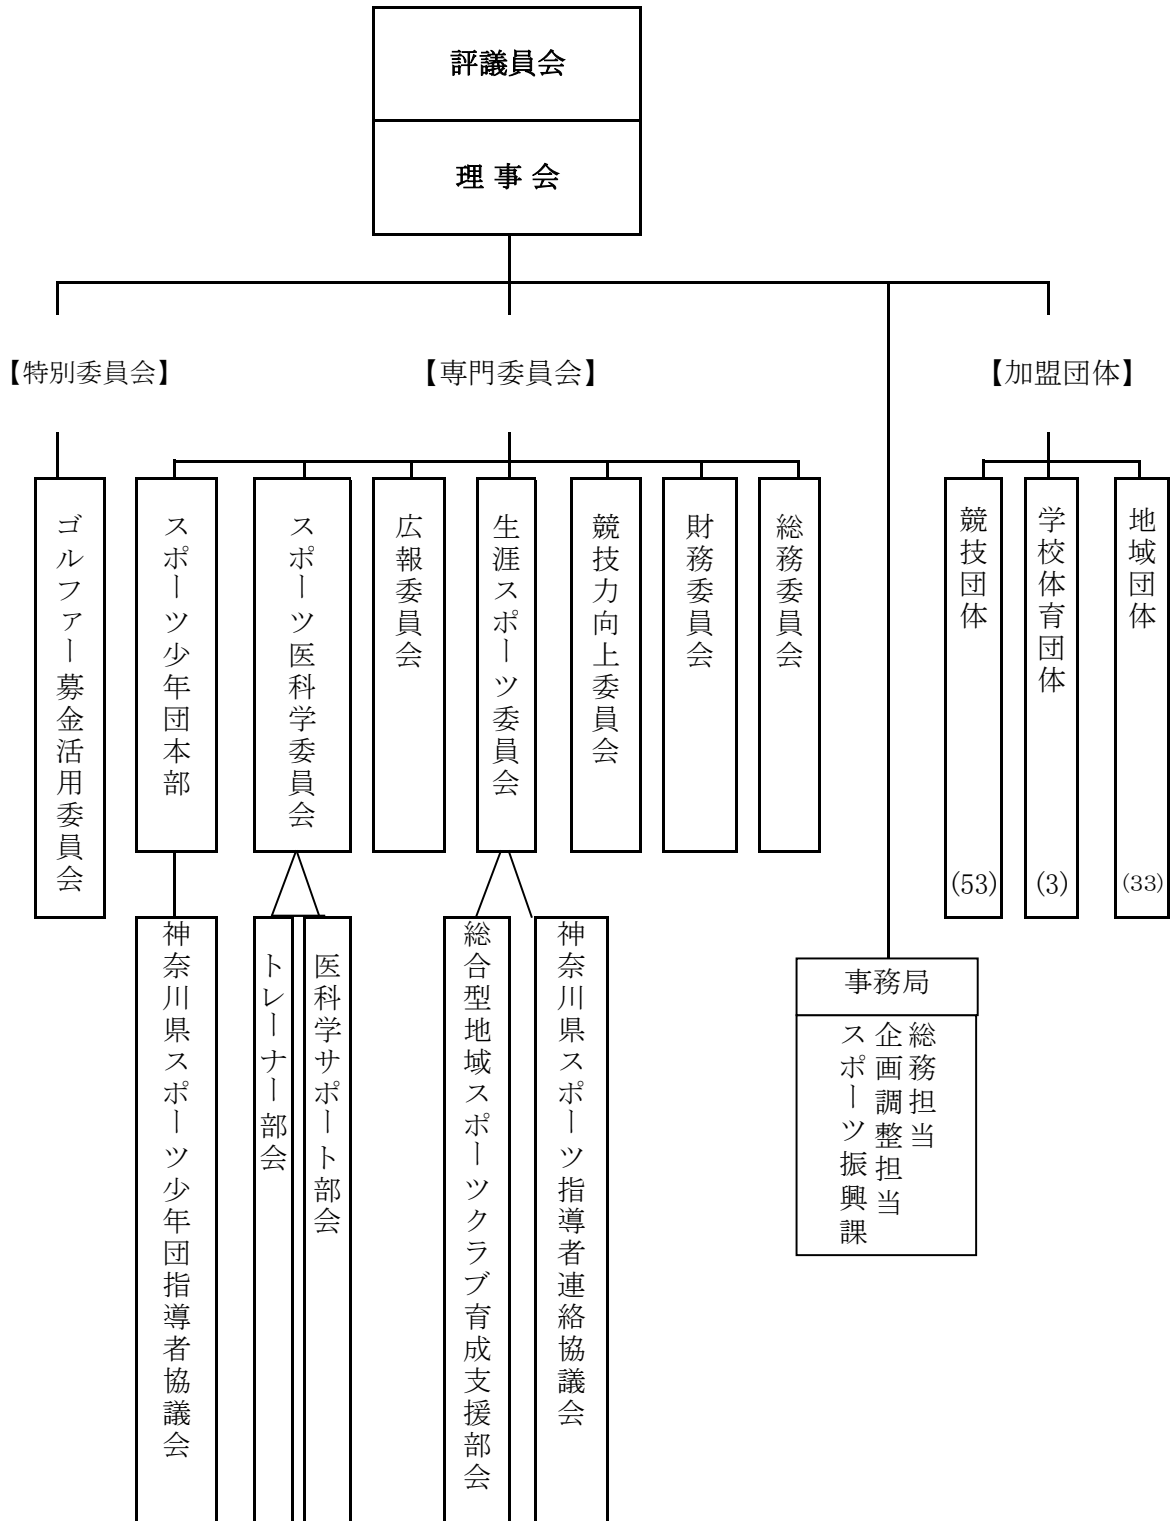 評議員会
理事会
【特別委員会】
【専門委員会】
【加盟団体】
ゴルファー募金活用委員会
スポーツ少年団本部
スポーツ医科学委員会
広報委員会
生涯スポーツ委員会
競技力向上委員会
財務委員会
総務委員会
競技団体
(53)
学校体育団体
(3)
地域団体
(33)
神奈川県スポーツ少年団指導者協議会
トレーナー部会
医科学サポート部会
総合型地域スポーツクラブ育成支援部会
神奈川県スポーツ指導者連絡協議会
事務局
総務担当
企画調整担当
スポーツ振興課